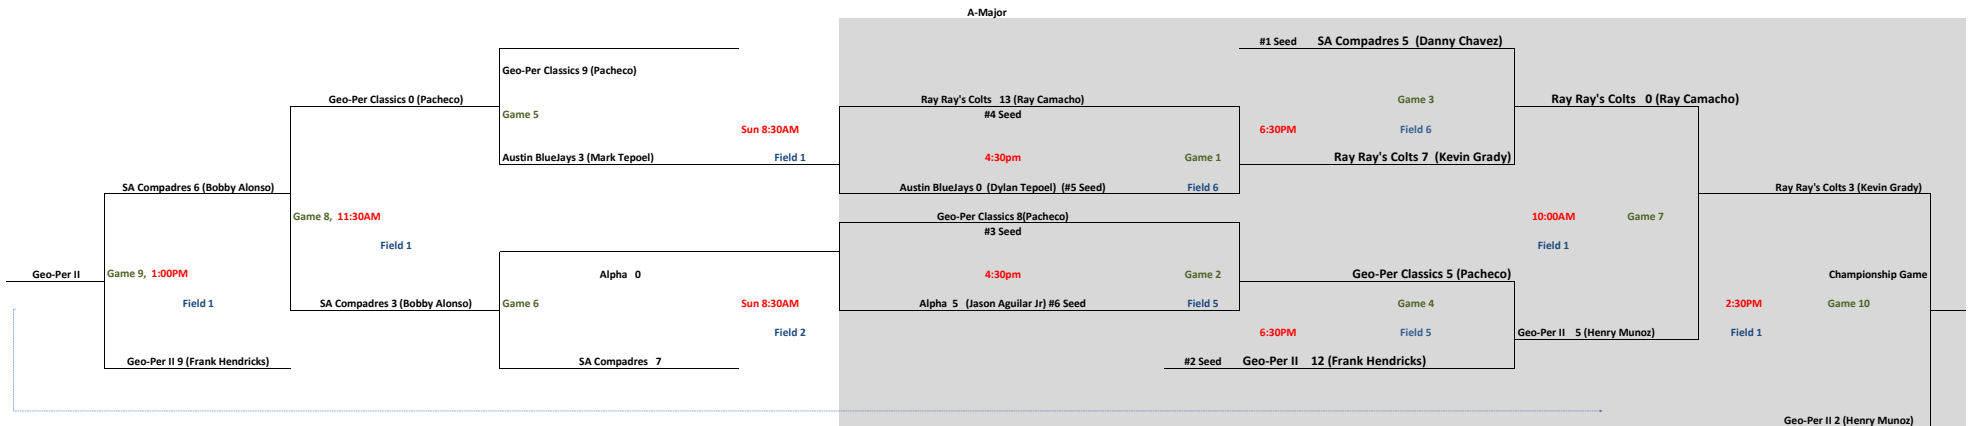 A-Major
#1 Seed SA Compadres 5 (Danny Chavez)
Geo-Per Classics 9 (Pacheco)
Geo-Per Classics 0 (Pacheco)
Ray Ray's Colts 13 (Ray Camacho)
Game 3
Ray Ray's Colts 0 (Ray Camacho)
Game 5
#4 Seed
Sun 8:30AM
6:30PM
Field 6
Austin BlueJays 3 (Mark Tepoel)
Field 1
4:30pm
Game 1
Ray Ray's Colts 7 (Kevin Grady)
SA Compadres 6 (Bobby Alonso)
Austin BlueJays 0 (Dylan Tepoel) (#5 Seed)
Field 6
Ray Ray's Colts 3 (Kevin Grady)
Game 8, 11:30AM
Geo-Per Classics 8(Pacheco)
10:00AM
Game 7
#3 Seed
Field 1
Field 1
Geo-Per II
Game 9, 1:00PM
Alpha 0
4:30pm
Game 2
Geo-Per Classics 5 (Pacheco)
Championship Game
Field 1
SA Compadres 3 (Bobby Alonso)
Game 6
Sun 8:30AM
Alpha 5 (Jason Aguilar Jr) #6 Seed
Field 5
Game 4
2:30PM
Game 10
Field 2
6:30PM
Field 5
Geo-Per II 5 (Henry Munoz)
Field 1
Geo-Per II 9 (Frank Hendricks)
SA Compadres 7
#2 Seed Geo-Per II 12 (Frank Hendricks)
Geo-Per II 2 (Henry Munoz)